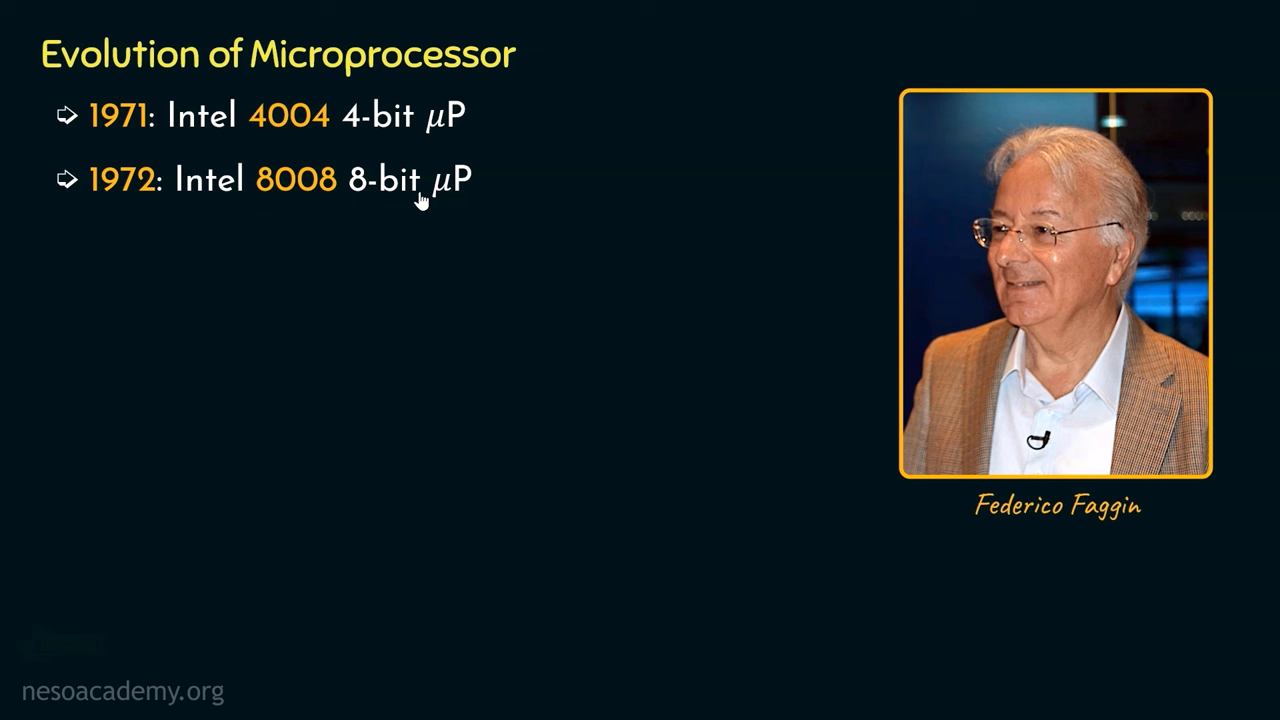 Evolution of Microprocessor
➩ 1971: Intel 4004 4-bit μP
➩ 1972: Intel 8008 8-bit μP
Federico Faggin
nesoacademy.org